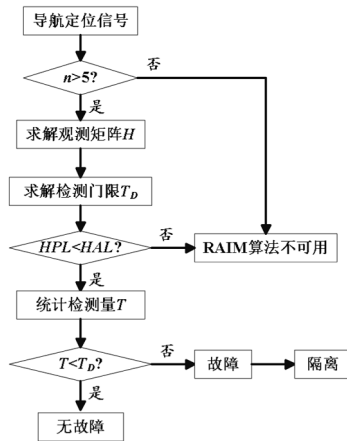 导航定位信号
n>5?
否
是
求解观测矩阵H
求解检测门限T_D
HPL<HAL?
否
RAIM算法不可用
是
统计检测量T
T<T_D?
否
故障
隔离
是
无故障